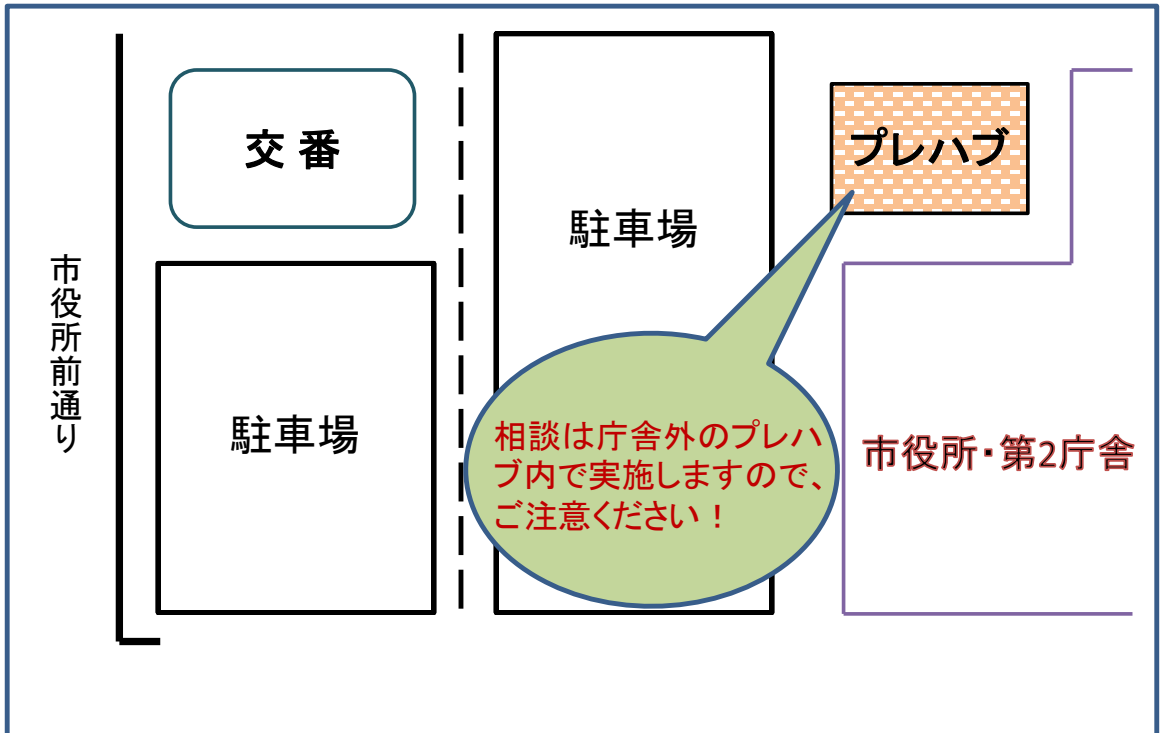 市役所前通り
交番
駐車場
プレハブ
駐車場
相談は庁舎外のプレハ
ブ内で実施しますので、
ご注意ください！
市役所・第2庁舎